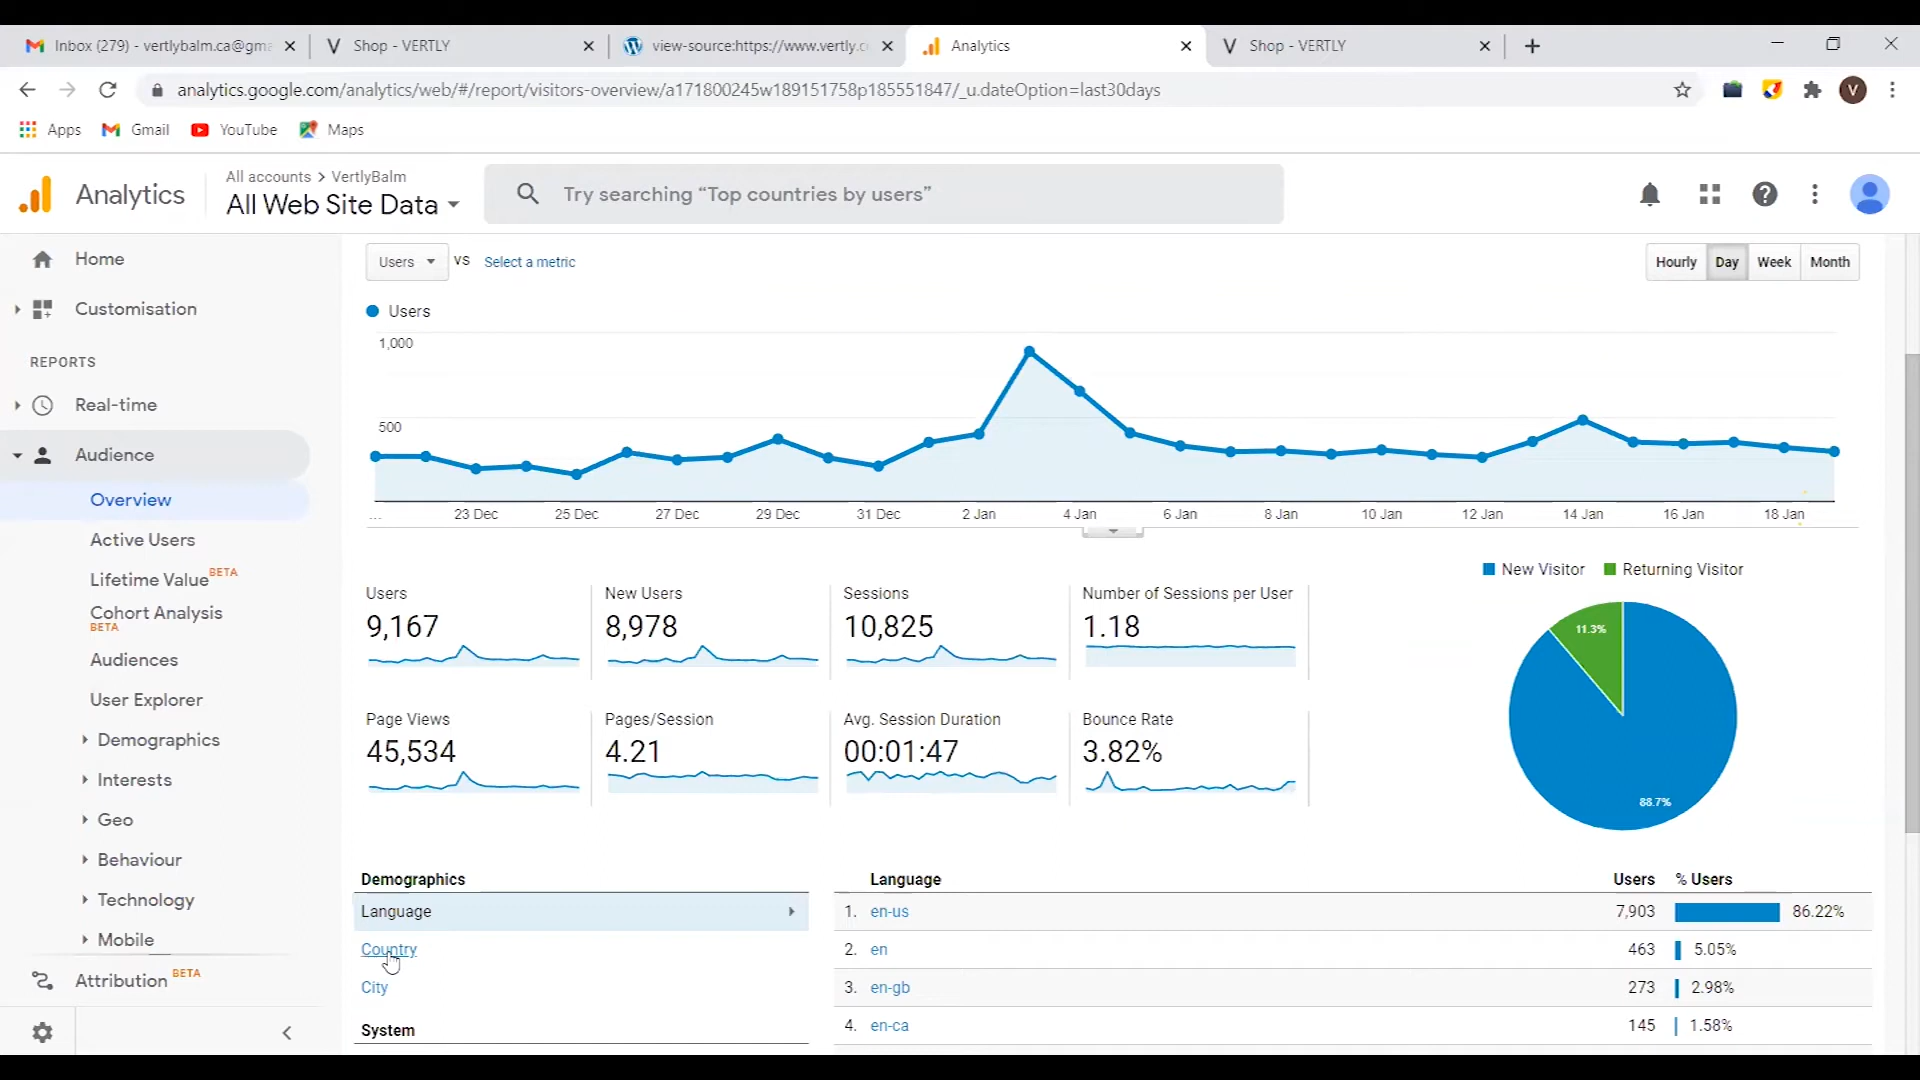 Inbox (279) - vertlybalm.ca@gma
Shop - VERTLY
view-source:https://www.vertly.c
Analytics
Shop - VERTLY
analytics.google.com/analytics/web/#/report/visitors-overview/a171800245w189151758p185551847/_u.dateOption=last30days
V
Apps
Gmail
YouTube
Maps
Analytics
All accounts > VertlyBalm
All Web Site Data
Try searching “Top countries by users”
Home
Customisation
REPORTS
Real-time
Audience
Overview
Active Users
Lifetime Value BETA
Cohort Analysis
BETA
Audiences
User Explorer
Demographics
Interests
Geo
Behaviour
Technology
Mobile
Attribution BETA
Users VS Select a metric
Hourly Day Week Month
Users
1,000
500
... 23 Dec 25 Dec 27 Dec 29 Dec 31 Dec 2 Jan 4 Jan 6 Jan 8 Jan 10 Jan 12 Jan 14 Jan 16 Jan 18 Jan
New Visitor Returning Visitor
11.3%
88.7%
Users New Users Sessions Number of Sessions per User
9,167 8,978 10,825 1.18
Page Views Pages/Session Avg. Session Duration Bounce Rate
45,534 4.21 00:01:47 3.82%
Demographics
Language
Country
City
System
Language Users % Users
1. en-us 7,903 86.22%
2. en 463 5.05%
3. en-gb 273 2.98%
4. en-ca 145 1.58%